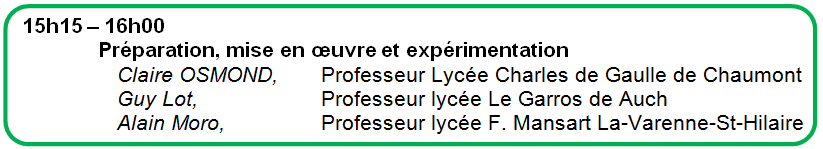 15h15 – 16h00
Préparation, mise en œuvre et expérimentation
Claire OSMOND, Professeur Lycée Charles de Gaulle de Chaumont
Guy Lot, Professeur lycée Le Garros de Auch
Alain Moro, Professeur lycée F. Mansart La-Varenne-St-Hilaire